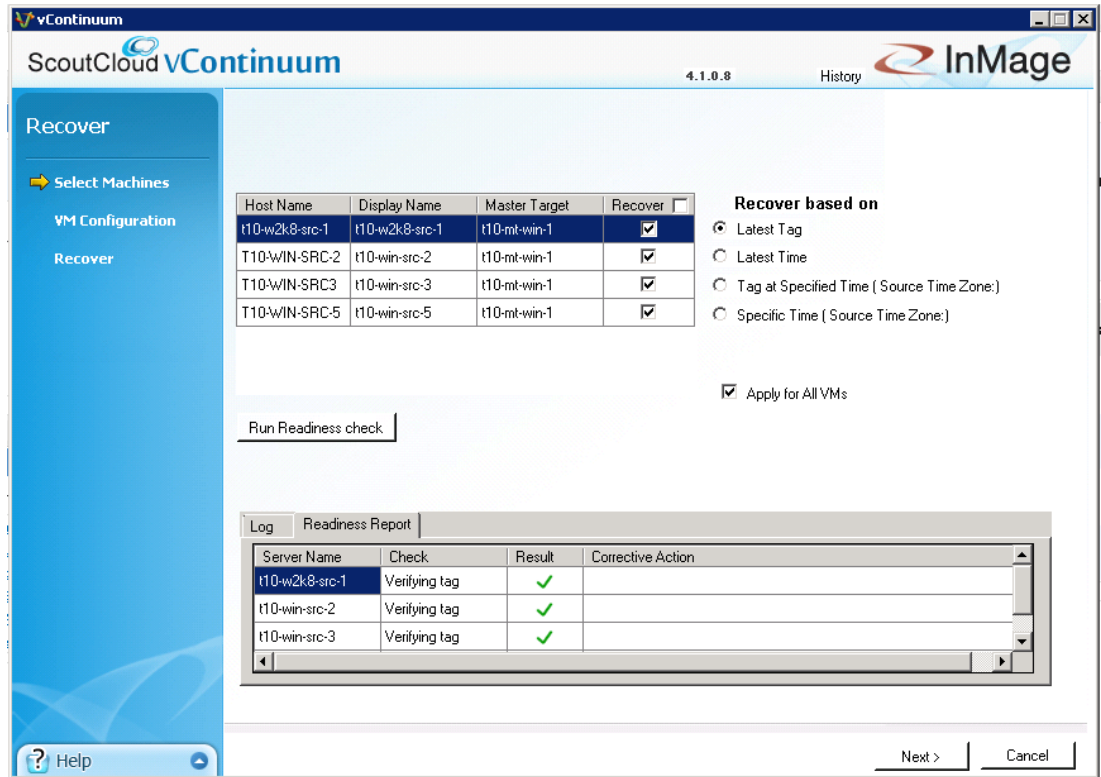 vContinuum
ScoutCloud vContinuum
4.1.0.8
History
InMage
Recover
Select Machines
VM Configuration
Recover
Host Name Display Name Master Target Recover
t10-w2k8-src-1 t10-w2k8-src-1 t10-mt-win-1
T10-WIN-SRC-2 t10-win-src-2 t10-mt-win-1
T10-WIN-SRC3 t10-win-src-3 t10-mt-win-1
T10-WIN-SRC-5 t10-win-src-5 t10-mt-win-1
Recover based on
Latest Tag
Latest Time
Tag at Specified Time ( Source Time Zone:)
Specific Time ( Source Time Zone:)
Apply for All VMs
Run Readiness check
Log Readiness Report
Server Name Check Result Corrective Action
t10-w2k8-src-1 Verifying tag
t10-win-src-2 Verifying tag
t10-win-src-3 Verifying tag
? Help
Next > Cancel